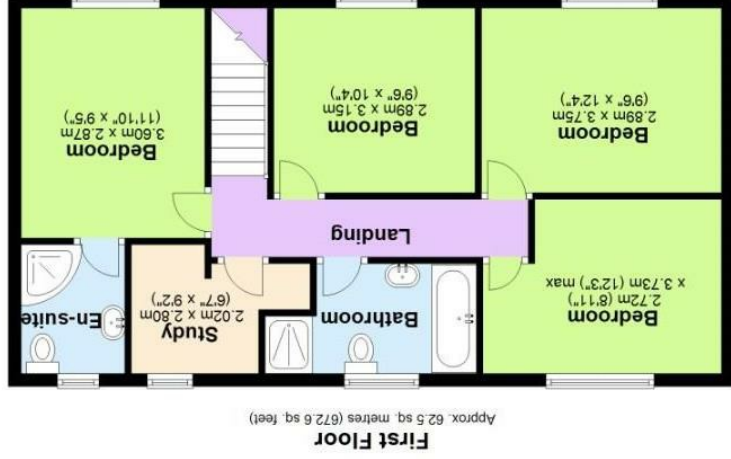 First Floor
Approx. 62.5 sq. metres (672.6 sq. feet)
Bedroom
2.72m (8'11")
x 3.73m (12'3") max
Bathroom
Study
2.02m x 2.80m
(6'7" x 9'2")
En-suite
Landing
Bedroom
2.89m x 3.75m
(9'6" x 12'4")
Bedroom
2.89m x 3.15m
(9'6" x 10'4")
Bedroom
3.60m x 2.87m
(11'10" x 9'5")